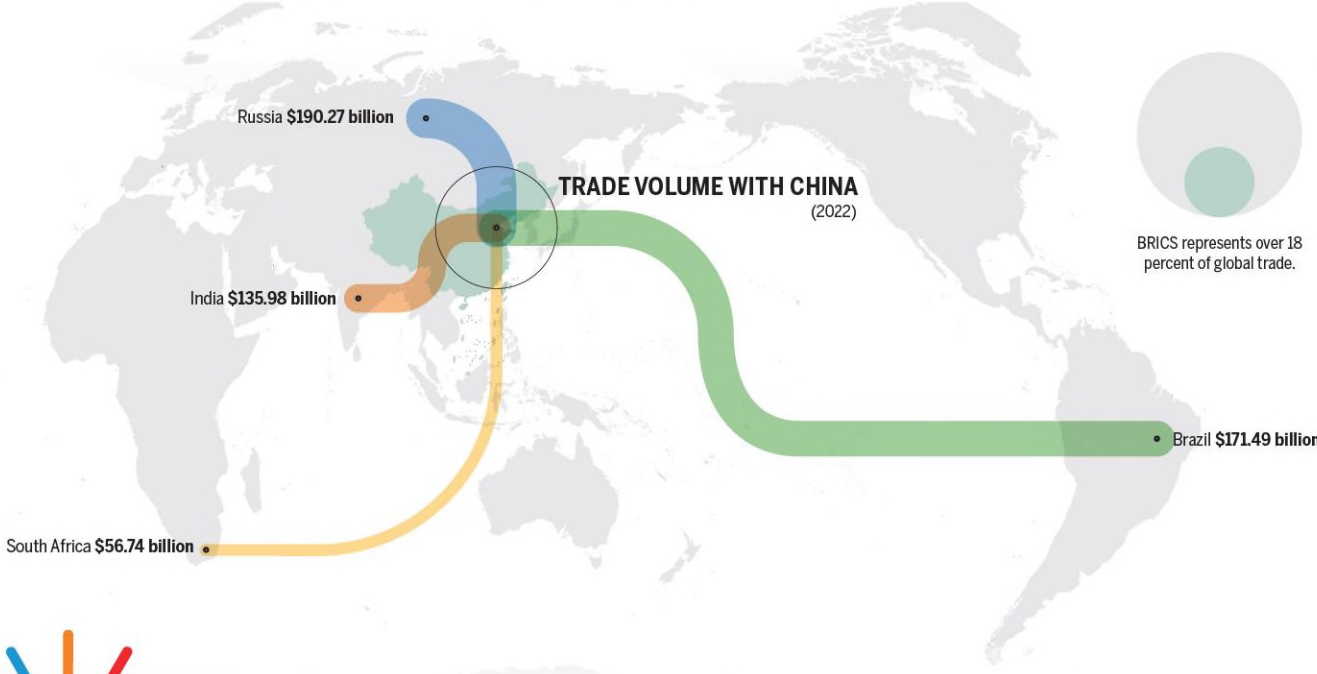 Russia $190.27 billion
TRADE VOLUME WITH CHINA
(2022)
BRICS represents over 18
percent of global trade.
India $135.98 billion
Brazil $171.49 billion
South Africa $56.74 billion